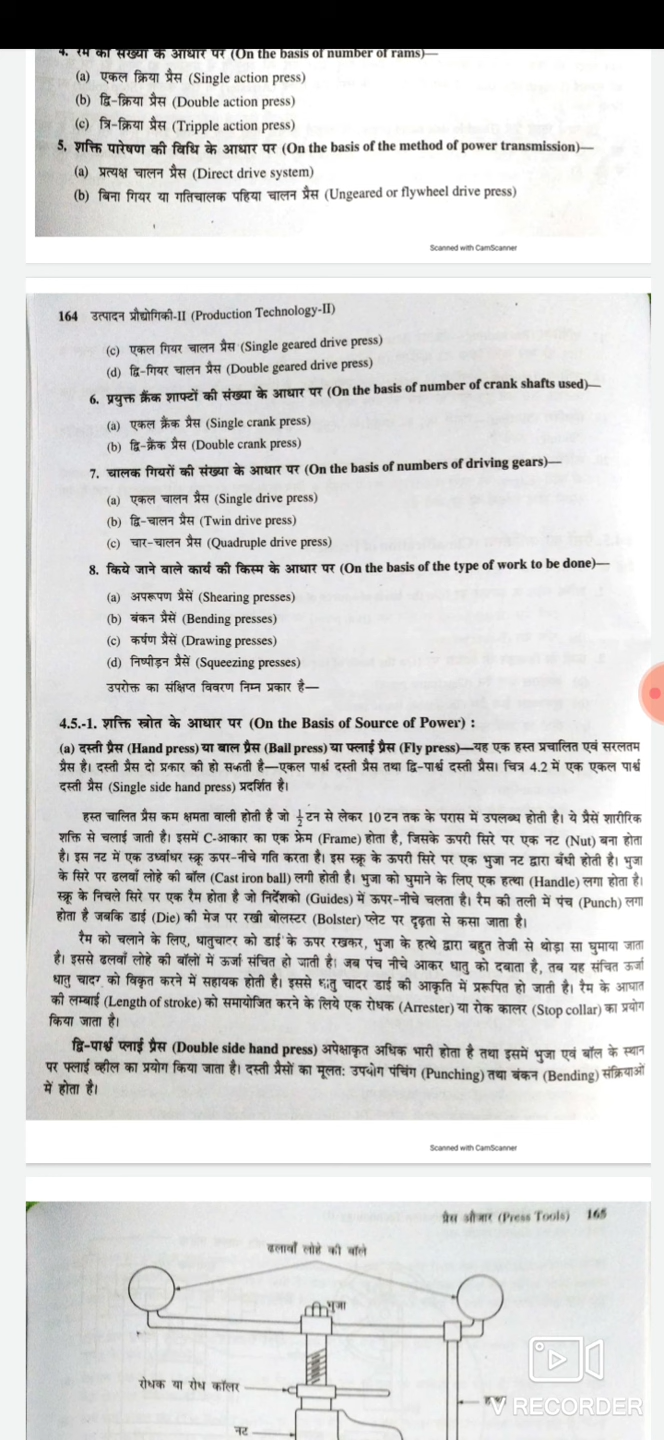 4. रैम की संख्या के आधार पर (On the basis of number of rams)—
(a) एकल क्रिया प्रैस (Single action press)
(b) द्वि-क्रिया प्रैस (Double action press)
(c) त्रि-क्रिया प्रैस (Tripple action press)
5. शक्ति पारेषण की विधि के आधार पर (On the basis of the method of power transmission)—
(a) प्रत्यक्ष चालन प्रैस (Direct drive system)
(b) बिना गियर या गतिचालक पहिया चालन प्रैस (Ungeared or flywheel drive press)
Scanned with CamScanner
164 उत्पादन प्रौद्योगिकी-II (Production Technology-II)
(c) एकल गियर चालन प्रैस (Single geared drive press)
(d) द्वि-गियर चालन प्रैस (Double geared drive press)
6. प्रयुक्त क्रैंक शाफ्टों की संख्या के आधार पर (On the basis of number of crank shafts used)—
(a) एकल क्रैंक प्रैस (Single crank press)
(b) द्वि-क्रैंक प्रैस (Double crank press)
7. चालक गियरों की संख्या के आधार पर (On the basis of numbers of driving gears)—
(a) एकल चालन प्रैस (Single drive press)
(b) द्वि-चालन प्रैस (Twin drive press)
(c) चार-चालन प्रैस (Quadruple drive press)
8. किये जाने वाले कार्य की किस्म के आधार पर (On the basis of the type of work to be done)—
(a) अपरूपण प्रैसें (Shearing presses)
(b) बंकन प्रैसें (Bending presses)
(c) कर्षण प्रैसें (Drawing presses)
(d) निष्पीड़न प्रैसें (Squeezing presses)
उपरोक्त का संक्षिप्त विवरण निम्न प्रकार है—
4.5.-1. शक्ति स्त्रोत के आधार पर (On the Basis of Source of Power) :
(a) दस्ती प्रैस (Hand press) या बाल प्रैस (Ball press) या फ्लाई प्रैस (Fly press)—यह एक हस्त प्रचालित एवं सरलतम
प्रैस है। दस्ती प्रैस दो प्रकार की हो सकती है—एकल पार्श्व दस्ती प्रैस तथा द्वि-पार्श्व दस्ती प्रैस। चित्र 4.2 में एक एकल पार्श्व
दस्ती प्रैस (Single side hand press) प्रदर्शित है।
हस्त चालित प्रैस कम क्षमता वाली होती है जो ½ टन से लेकर 10 टन तक के परास में उपलब्ध होती है। ये प्रैसें शारीरिक
शक्ति से चलाई जाती है। इसमें C-आकार का एक फ्रेम (Frame) होता है, जिसके ऊपरी सिरे पर एक नट (Nut) बना होता
है। इस नट में एक उर्ध्वाधर स्क्रू ऊपर-नीचे गति करता है। इस स्क्रू के ऊपरी सिरे पर एक भुजा नट द्वारा बँधी होती है। भुजा
के सिरे पर ढलवाँ लोहे की बॉल (Cast iron ball) लगी होती है। भुजा को घुमाने के लिए एक हत्था (Handle) लगा होता है।
स्क्रू के निचले सिरे पर एक रैम होता है जो निर्देशको (Guides) में ऊपर-नीचे चलता है। रैम की तली में पंच (Punch) लगा
होता है जबकि डाई (Die) की मेज पर रखी बोलस्टर (Bolster) प्लेट पर दृढ़ता से कसा जाता है।
रैम को चलाने के लिए, धातुचादर को डाई के ऊपर रखकर, भुजा के हत्थे द्वारा बहुत तेजी से थोड़ा सा घुमाया जाता
है। इससे ढलवाँ लोहे की बॉलों में ऊर्जा संचित हो जाती है। जब पंच नीचे आकर धातु को दबाता है, तब यह संचित ऊर्जा
धातु चादर को विकृत करने में सहायक होती है। इससे धातु चादर डाई की आकृति में प्ररूपित हो जाती है। रैम के आघात
की लम्बाई (Length of stroke) को समायोजित करने के लिये एक रोधक (Arrester) या रोक कालर (Stop collar) का प्रयोग
किया जाता है।
द्वि-पार्श्व फ्लाई प्रैस (Double side hand press) अपेक्षाकृत अधिक भारी होता है तथा इसमें भुजा एवं बॉल के स्थान
पर फ्लाई व्हील का प्रयोग किया जाता है। दस्ती प्रैसों का मूलतः उपयोग पंचिंग (Punching) तथा बंकन (Bending) संक्रियाओं
में होता है।
Scanned with CamScanner
प्रैस औजार (Press Tools) 165
ढलावाँ लोहे की बॉले
भुजा
रोधक या रोध कॉलर
नट
V RECORDER